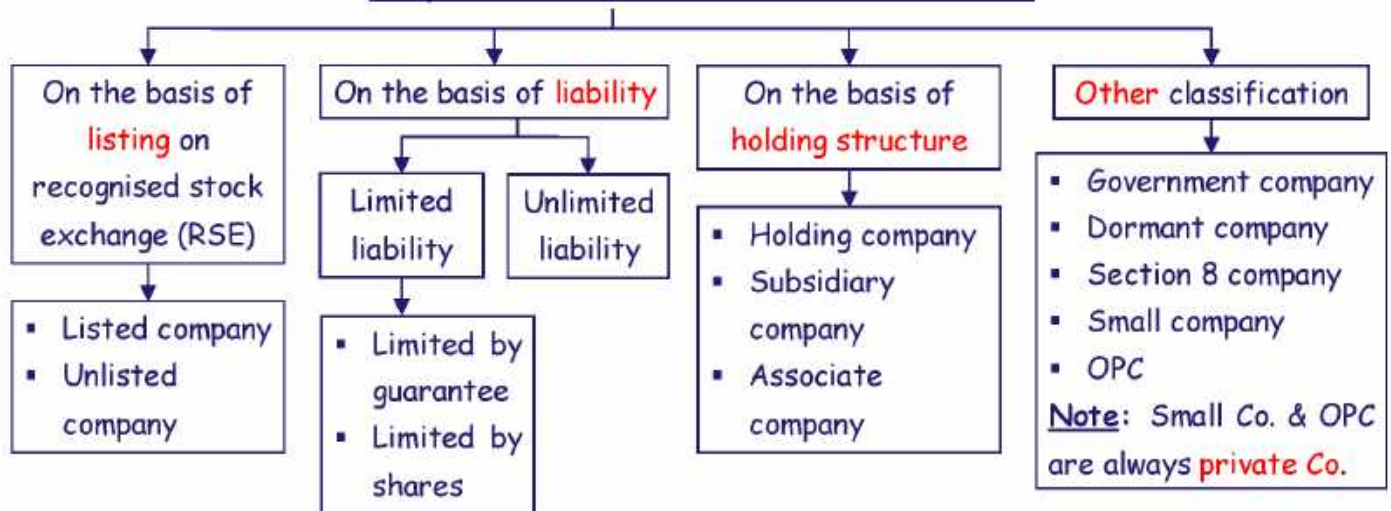 On the basis of
listing on
recognised stock
exchange (RSE)
▪ Listed company
▪ Unlisted
company
On the basis of liability
Limited
liability
Unlimited
liability
▪ Limited by
guarantee
▪ Limited by
shares
On the basis of
holding structure
▪ Holding company
▪ Subsidiary
company
▪ Associate
company
Other classification
▪ Government company
▪ Dormant company
▪ Section 8 company
▪ Small company
▪ OPC
Note: Small Co. & OPC
are always private Co.